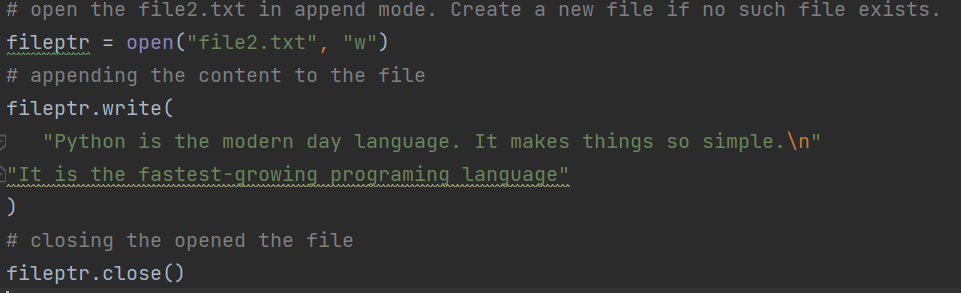 # open the file2.txt in append mode. Create a new file if no such file exists.
fileptr = open("file2.txt", "w")
# appending the content to the file
fileptr.write(
   "Python is the modern day language. It makes things so simple.\n"
"It is the fastest-growing programing language"
)
# closing the opened the file
fileptr.close()